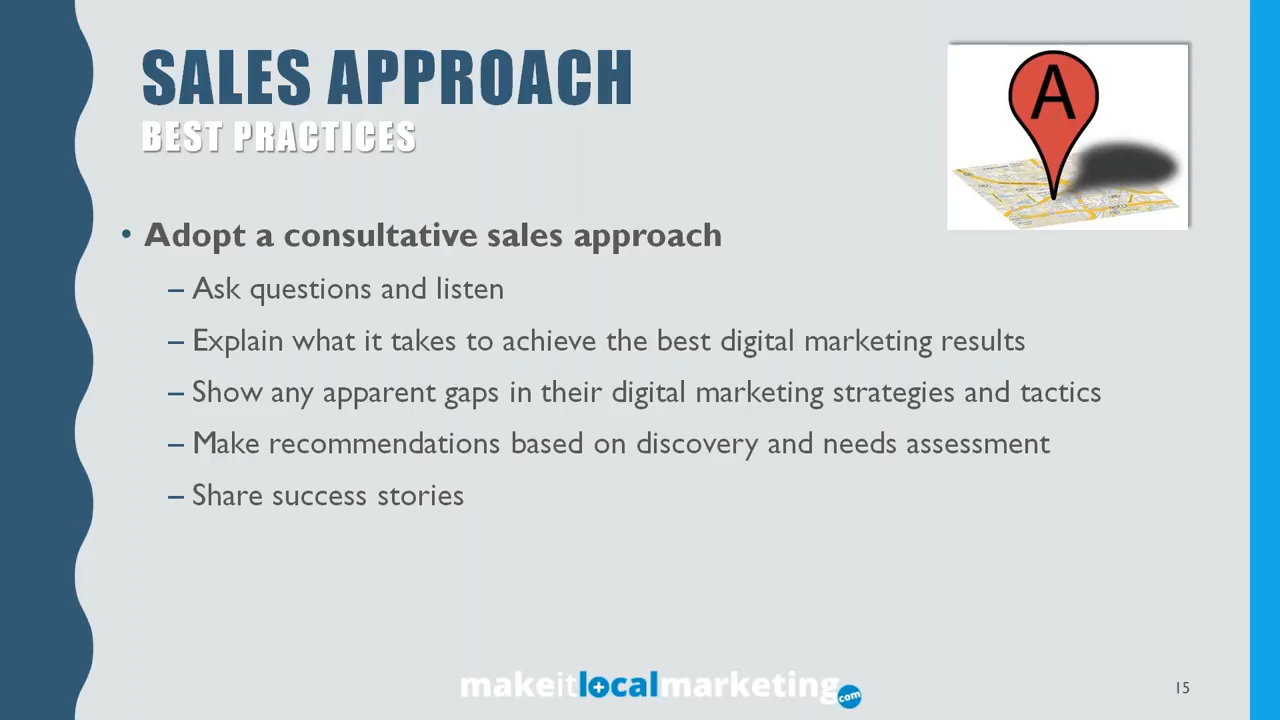 SALES APPROACH
BEST PRACTICES
A
• Adopt a consultative sales approach
– Ask questions and listen
– Explain what it takes to achieve the best digital marketing results
– Show any apparent gaps in their digital marketing strategies and tactics
– Make recommendations based on discovery and needs assessment
– Share success stories
makeitlocalmarketing.com
15